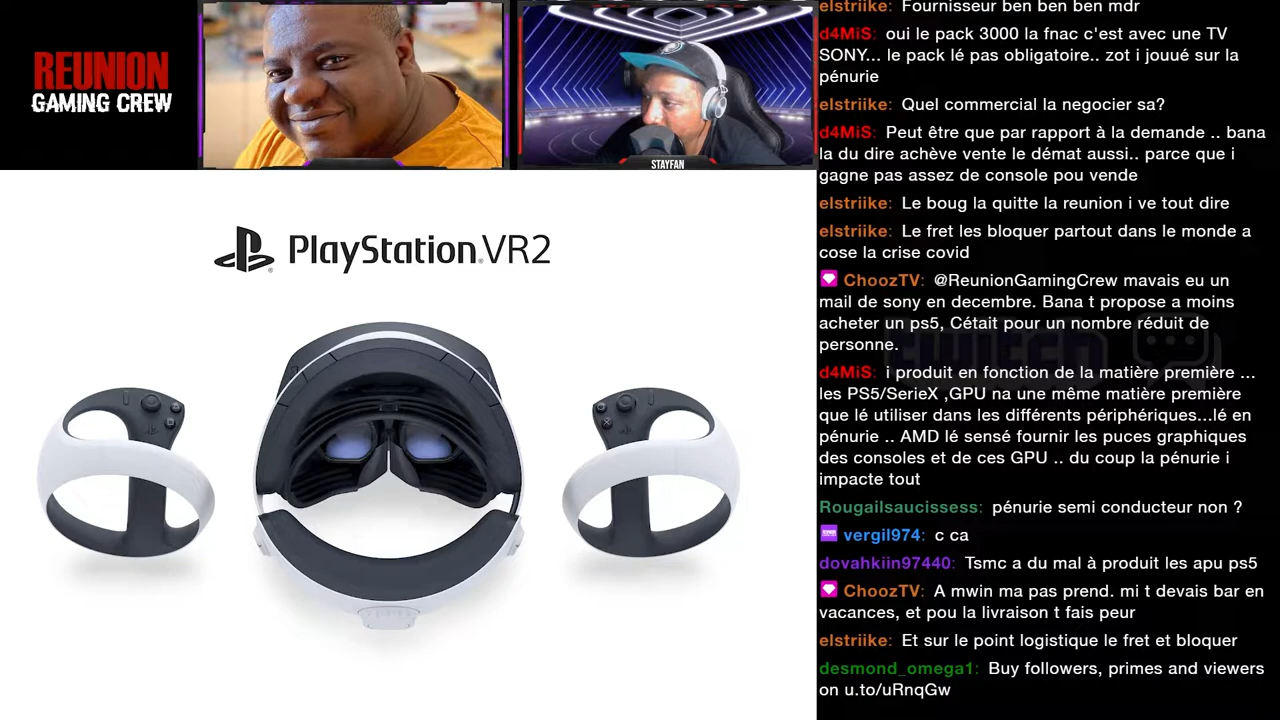 REUNION
GAMING CREW
STAYFAN
PlayStation®VR2
elstriike: Fournisseur ben ben ben mdr
d4MiS: oui le pack 3000 la fnac c'est avec une TV
SONY... le pack lé pas obligatoire.. zot i jouué sur la
pénurie
elstriike: Quel commercial la negocier sa?
d4MiS: Peut être que par rapport à la demande .. bana
la du dire achève vente le démat aussi.. parce que i
gagne pas assez de console pou vende
elstriike: Le boug la quitte la reunion i ve tout dire
elstriike: Le fret les bloquer partout dans le monde a
cose la crise covid
ChoozTV: @ReunionGamingCrew mavais eu un
mail de sony en decembre. Bana t propose a moins
acheter un ps5, Cétait pour un nombre réduit de
personne.
d4MiS: i produit en fonction de la matière première ...
les PS5/SerieX ,GPU na une même matière première
que lé utiliser dans les différents périphériques...lé en
pénurie .. AMD lé sensé fournir les puces graphiques
des consoles et de ces GPU .. du coup la pénurie i
impacte tout
Rougailsaucissess: pénurie semi conducteur non ?
vergil974: c ca
dovahkiin97440: Tsmc a du mal à produit les apu ps5
ChoozTV: A mwin ma pas prend. mi t devais bar en
vacances, et pou la livraison t fais peur
elstriike: Et sur le point logistique le fret et bloquer
desmond_omega1: Buy followers, primes and viewers
on u.to/uRnqGw